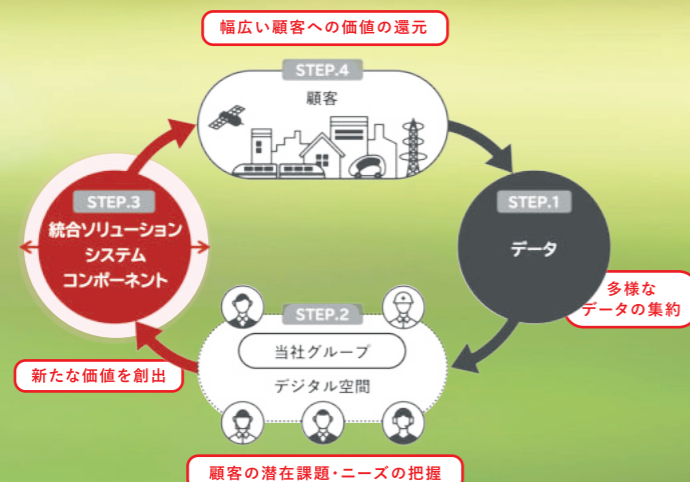 幅広い顧客への価値の還元
STEP.4
顧客
STEP.1
データ
多様な
データの集約
STEP.2
当社グループ
デジタル空間
顧客の潜在課題・ニーズの把握
STEP.3
統合ソリューション
システム
コンポーネント
新たな価値を創出